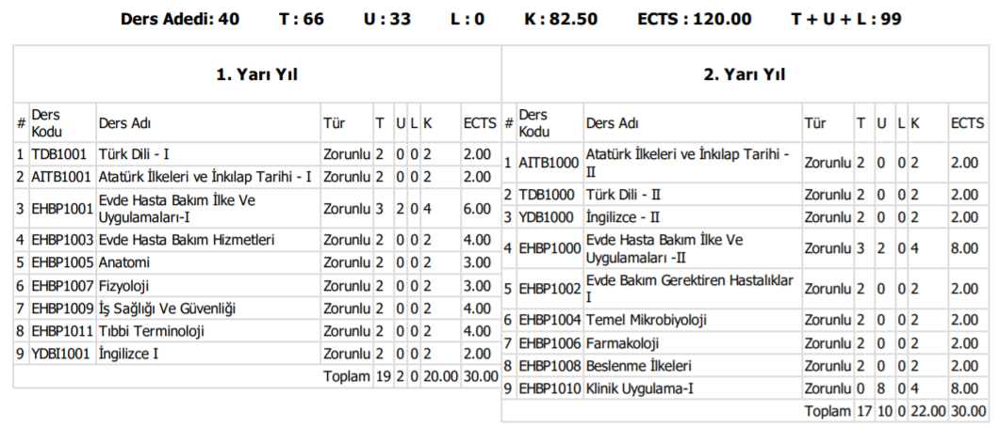 Ders Adedi: 40 T : 66 U : 33 L : 0 K : 82.50 ECTS : 120.00 T + U + L : 99
1. Yarı Yıl
# Ders Kodu Ders Adı Tür T U L K ECTS
1 TDB1001 Türk Dili - I Zorunlu 2 0 0 2 2.00
2 AITB1001 Atatürk İlkeleri ve İnkılap Tarihi - I Zorunlu 2 0 0 2 2.00
3 EHBP1001 Evde Hasta Bakım İlke Ve Uygulamaları-I Zorunlu 3 2 0 4 6.00
4 EHBP1003 Evde Hasta Bakım Hizmetleri Zorunlu 2 0 0 2 4.00
5 EHBP1005 Anatomi Zorunlu 2 0 0 2 3.00
6 EHBP1007 Fizyoloji Zorunlu 2 0 0 2 3.00
7 EHBP1009 İş Sağlığı Ve Güvenliği Zorunlu 2 0 0 2 4.00
8 EHBP1011 Tıbbi Terminoloji Zorunlu 2 0 0 2 4.00
9 YDBI1001 İngilizce I Zorunlu 2 0 0 2 2.00
Toplam 19 2 0 20.00 30.00
2. Yarı Yıl
# Ders Kodu Ders Adı Tür T U L K ECTS
1 AITB1000 Atatürk İlkeleri ve İnkılap Tarihi - II Zorunlu 2 0 0 2 2.00
2 TDB1000 Türk Dili - II Zorunlu 2 0 0 2 2.00
3 YDB1000 İngilizce - II Zorunlu 2 0 0 2 2.00
4 EHBP1000 Evde Hasta Bakım İlke Ve Uygulamaları -II Zorunlu 3 2 0 4 8.00
5 EHBP1002 Evde Bakım Gerektiren Hastalıklar I Zorunlu 2 0 0 2 2.00
6 EHBP1004 Temel Mikrobiyoloji Zorunlu 2 0 0 2 2.00
7 EHBP1006 Farmakoloji Zorunlu 2 0 0 2 2.00
8 EHBP1008 Beslenme İlkeleri Zorunlu 2 0 0 2 2.00
9 EHBP1010 Klinik Uygulama-I Zorunlu 0 8 0 4 8.00
Toplam 17 10 0 22.00 30.00